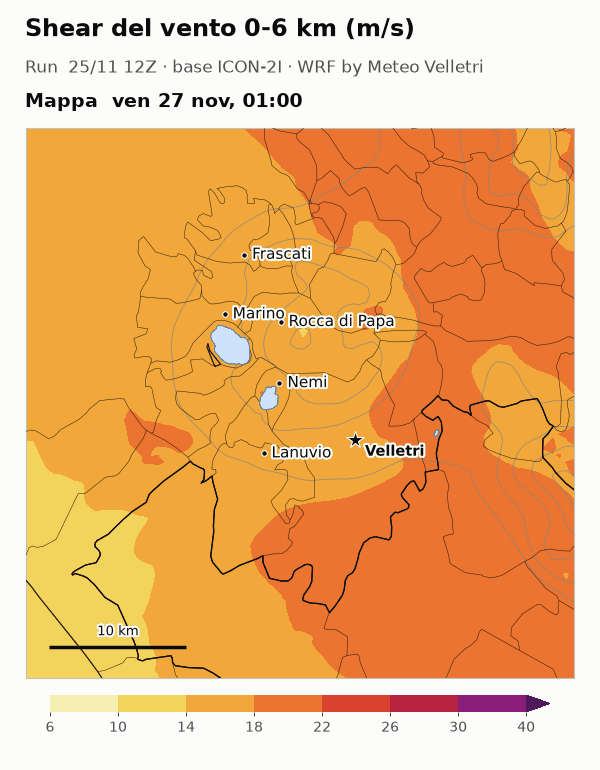 Shear del vento 0-6 km (m/s)
Run  25/11 12Z · base ICON-2I · WRF by Meteo Velletri
Mappa  ven 27 nov, 01:00
Frascati
Marino
Rocca di Papa
Nemi
Velletri
Lanuvio
10 km
6 10 14 18 22 26 30 40